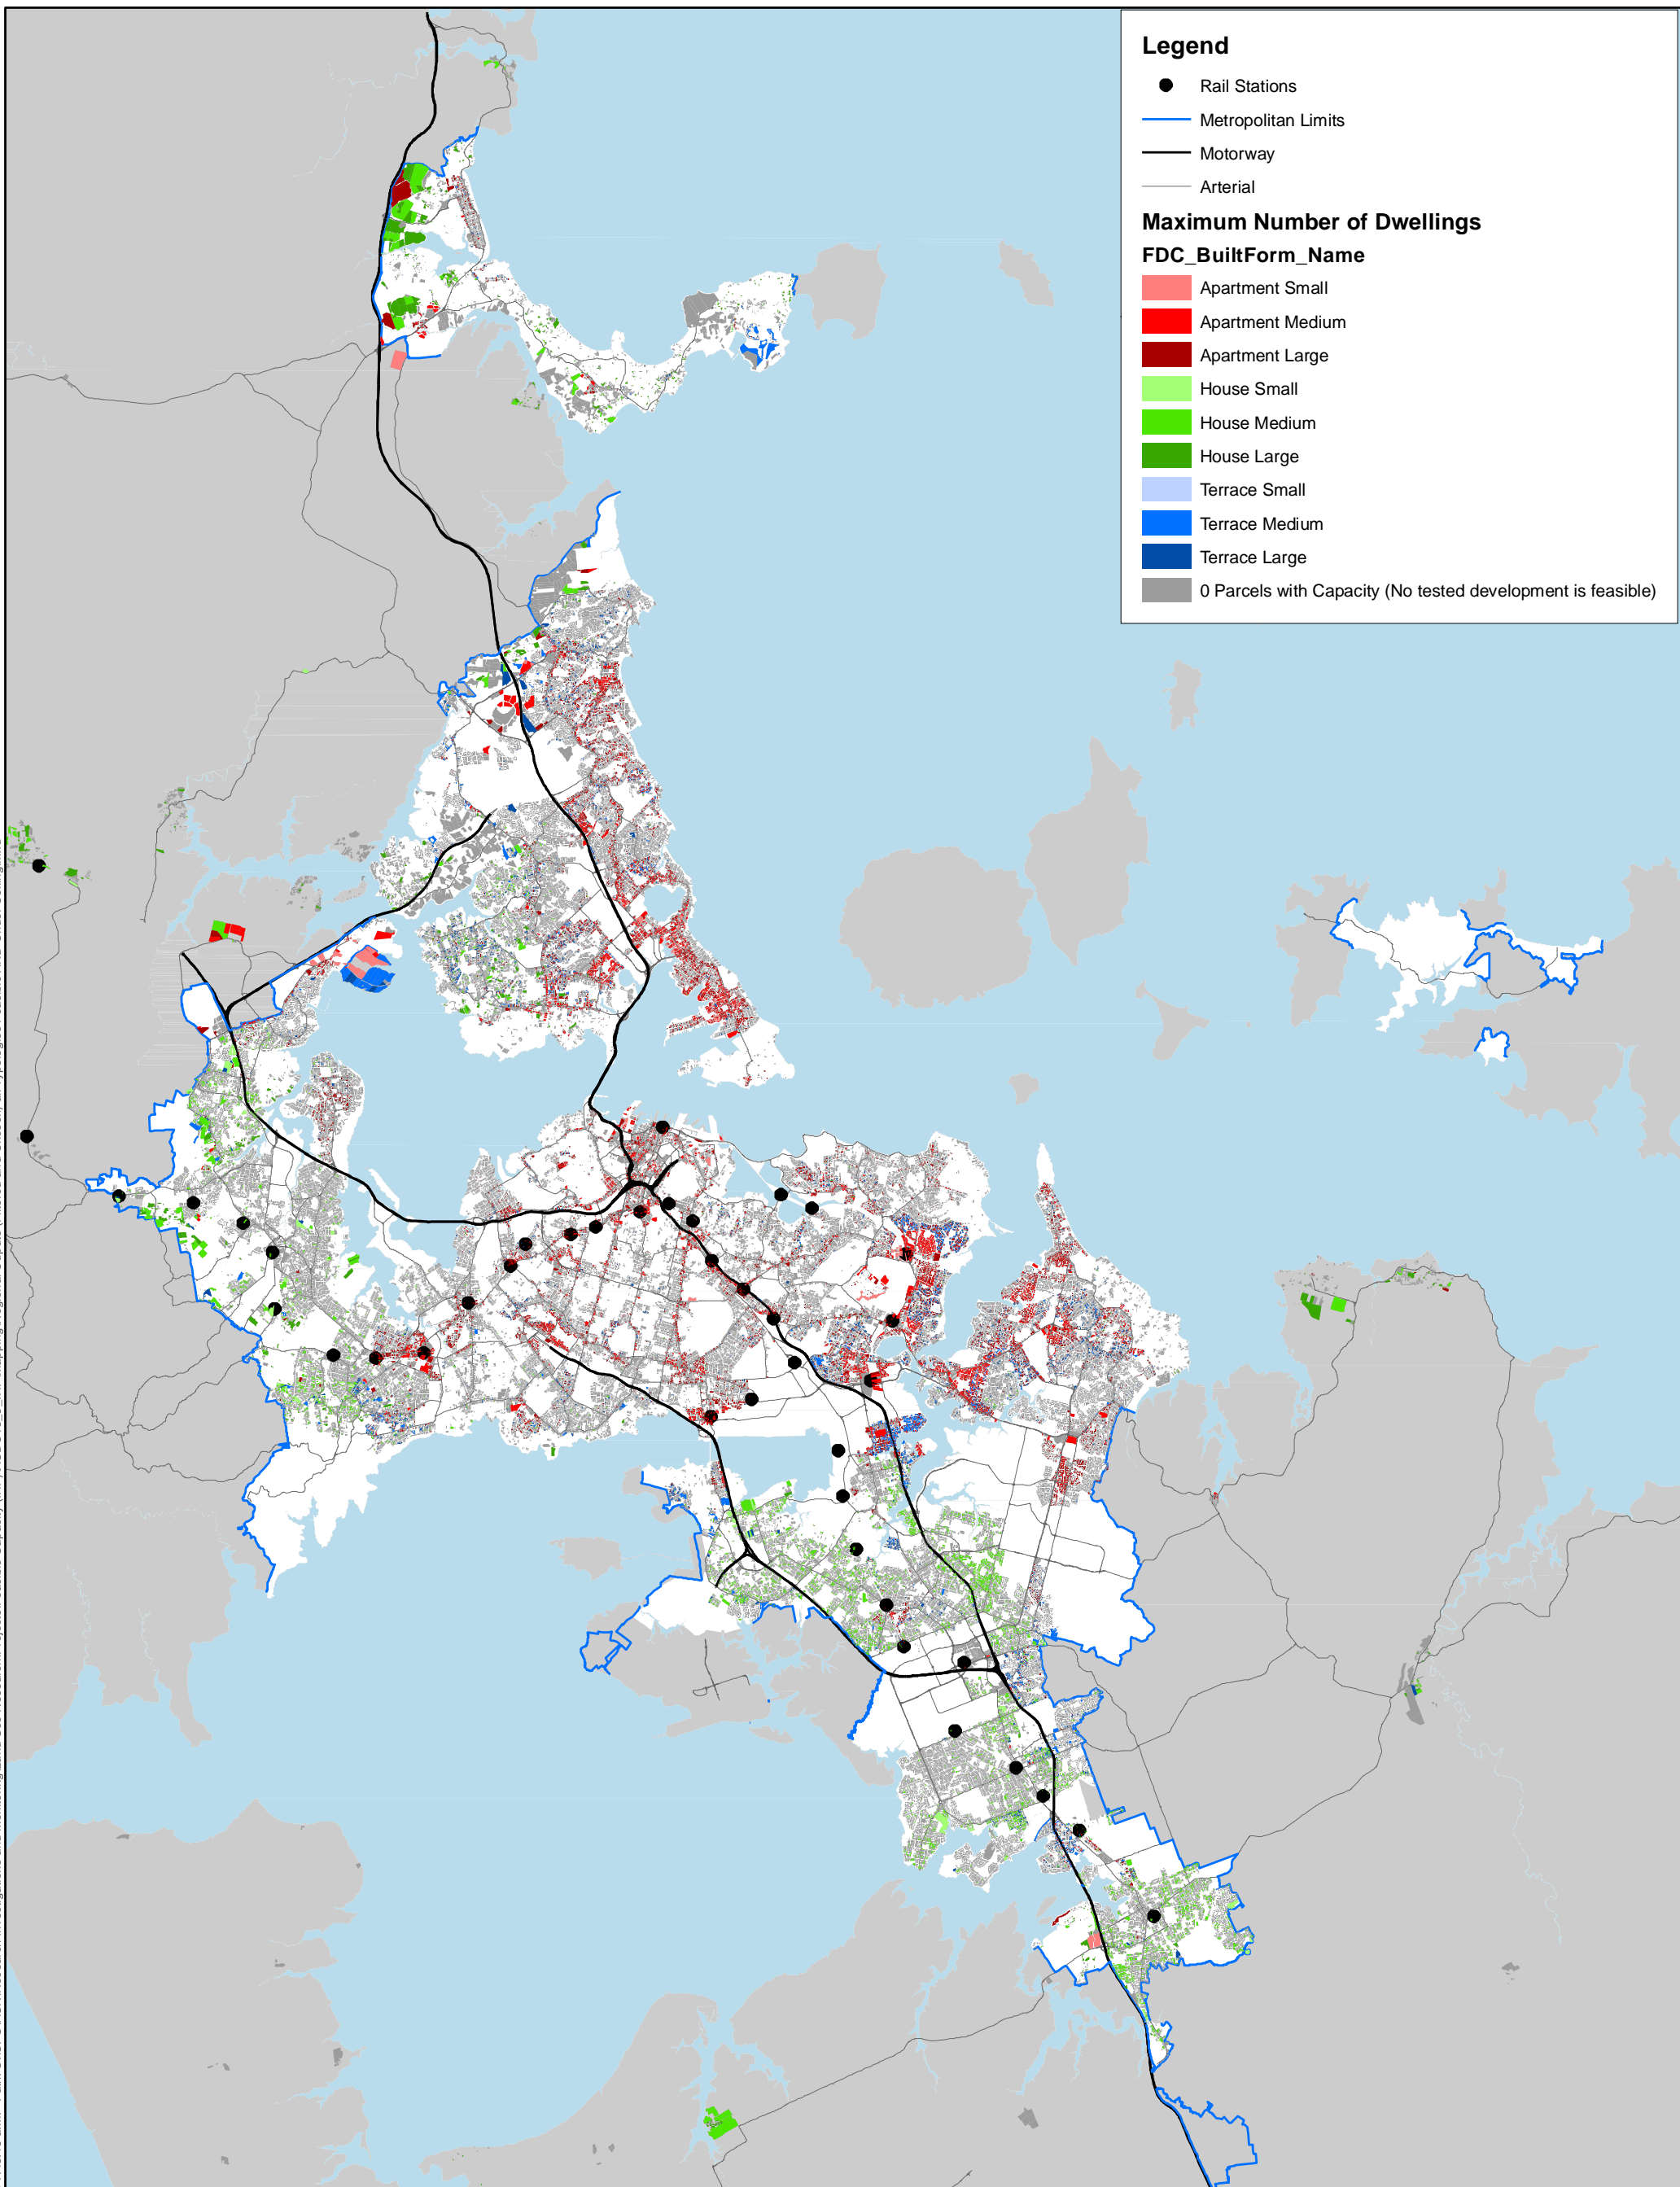 Legend
Rail Stations
Metropolitan Limits
Motorway
Arterial
Maximum Number of Dwellings
FDC_BuiltForm_Name
Apartment Small
Apartment Medium
Apartment Large
House Small
House Medium
House Large
Terrace Small
Terrace Medium
Terrace Large
0 Parcels with Capacity (No tested development is feasible)